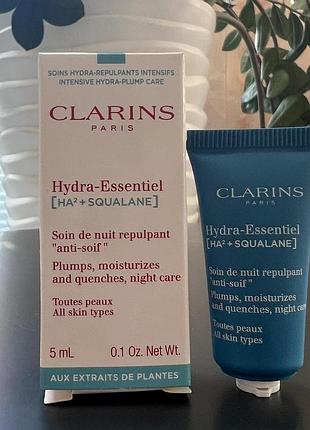 SOINS HYDRA-REPULPANTS INTENSIFS
INTENSIVE HYDRA-PLUMP CARE
CLARINS
PARIS
Hydra-Essentiel
[HA² + SQUALANE]
Soin de nuit repulpant
"anti-soif"
Plumps, moisturizes
and quenches, night care
Toutes peaux
All skin types
5 mL 0.1 Oz. Net Wt.
AUX EXTRAITS DE PLANTES
CLARINS
PARIS
Hydra-Essentiel
[HA² + SQUALANE]
Soin de nuit repulpant
"anti-soif"
Plumps, moisturizes
and quenches, night care
Toutes peaux
All skin types